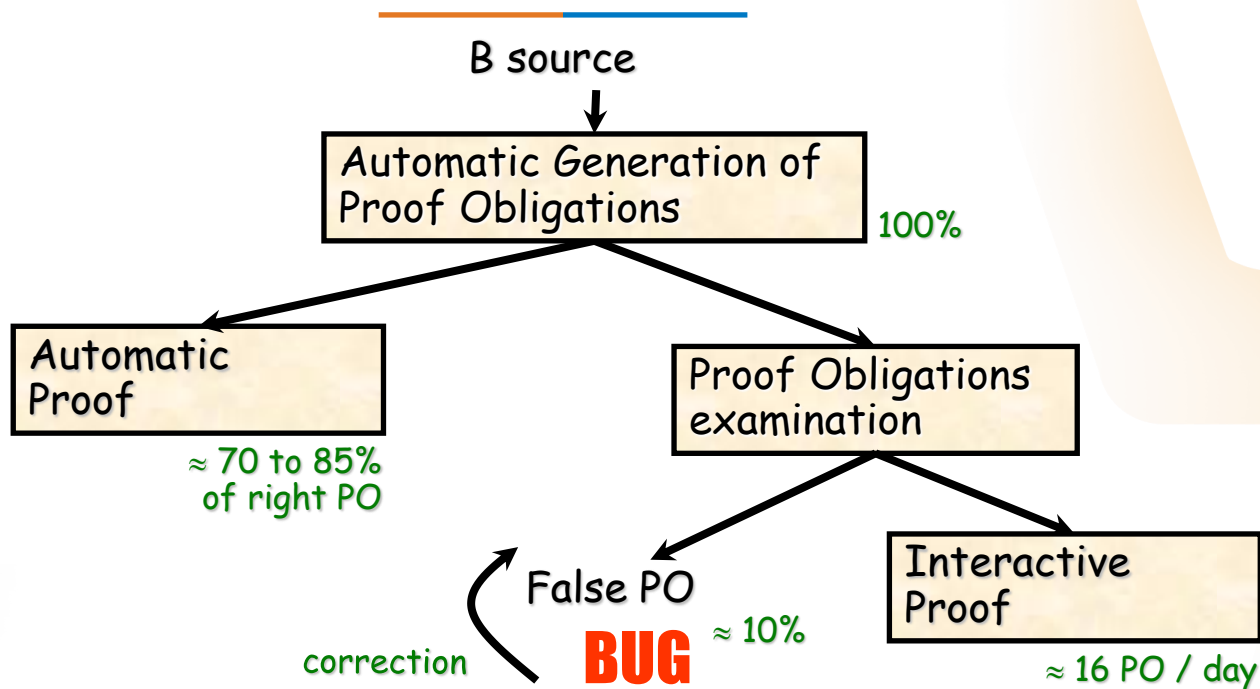 B source
Automatic Generation of
Proof Obligations
100%
Automatic
Proof
≈ 70 to 85%
of right PO
Proof Obligations
examination
False PO
BUG
≈ 10%
correction
Interactive
Proof
≈ 16 PO / day